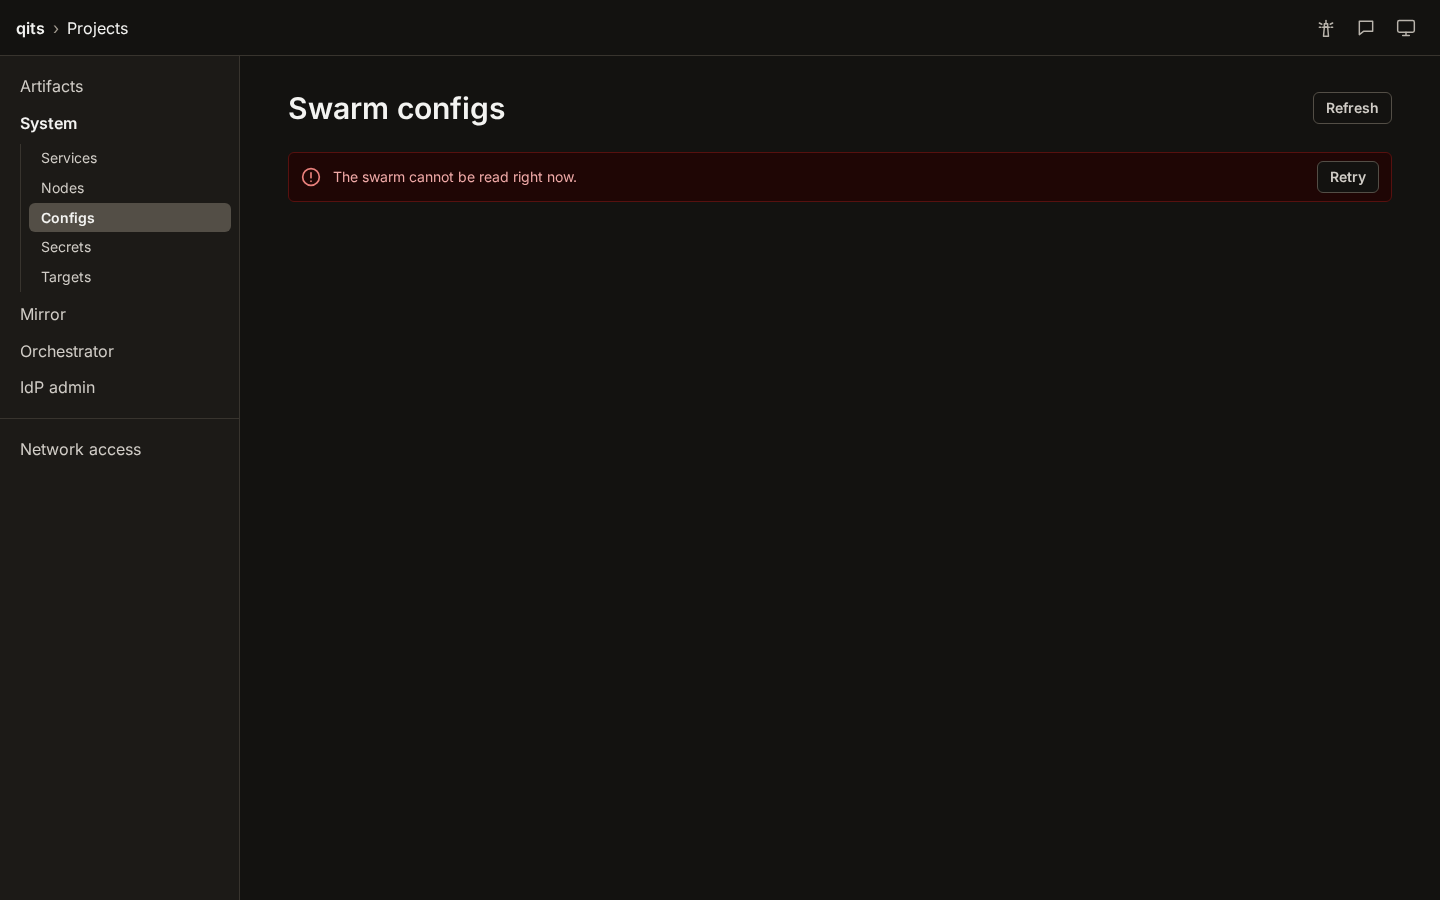 qits › Projects
Artifacts
System
Services
Nodes
Configs
Secrets
Targets
Mirror
Orchestrator
IdP admin
Network access
Swarm configs
Refresh
The swarm cannot be read right now.
Retry